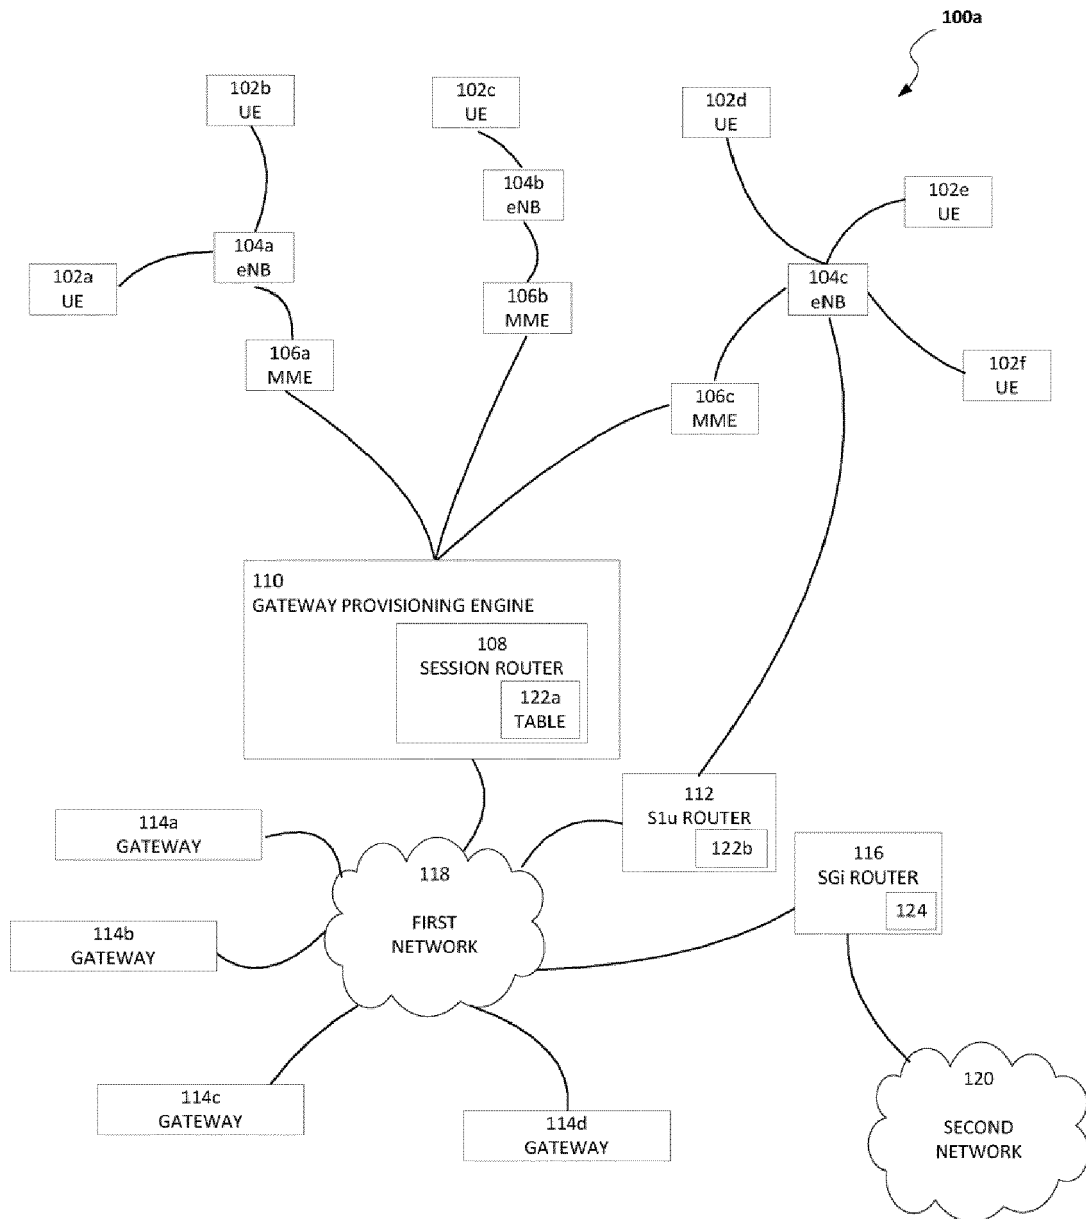 100a
102b
UE
102c
UE
102d
UE
104b
eNB
102e
UE
104a
eNB
102a
UE
104c
eNB
106b
MME
106a
MME
102f
UE
106c
MME
110
GATEWAY PROVISIONING ENGINE
108
SESSION ROUTER
122a
TABLE
112
S1u ROUTER
122b
114a
GATEWAY
116
SGi ROUTER
124
118
FIRST
NETWORK
114b
GATEWAY
114c
GATEWAY
114d
GATEWAY
120
SECOND
NETWORK